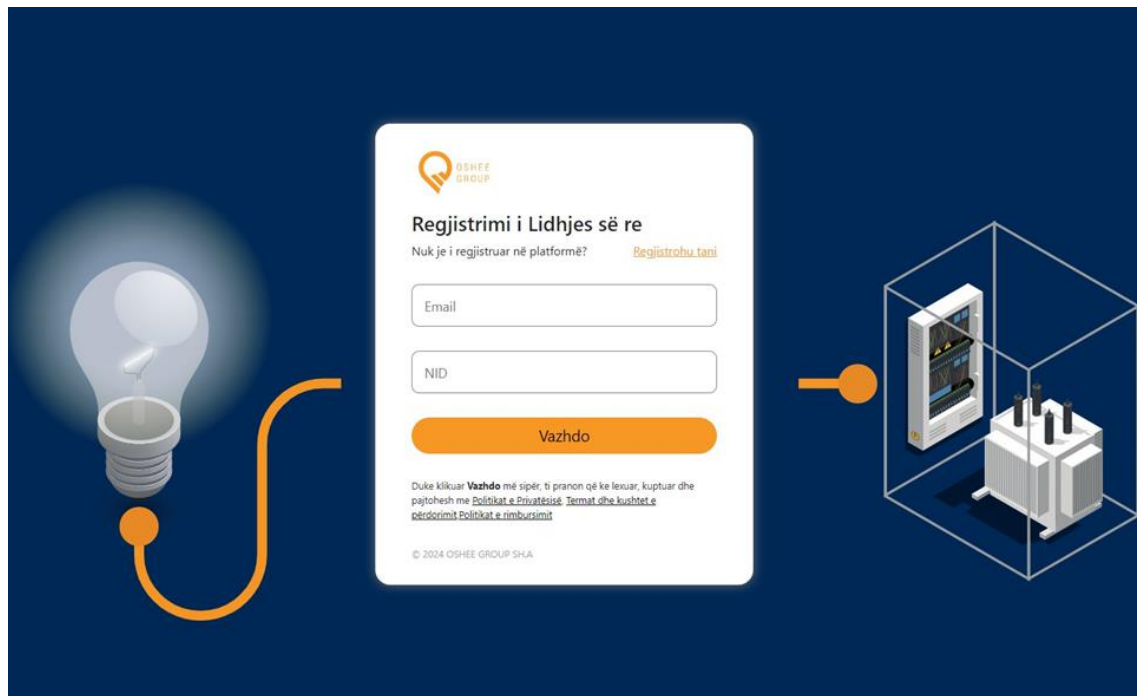 OSHEE
GROUP
Regjistrimi i Lidhjes së re
Nuk je i regjistruar në platformë? Regjistrohu tani
Email
NID
Vazhdo
Duke klikuar Vazhdo më sipër, ti pranon që ke lexuar, kuptuar dhe
pajtohesh me Politikat e Privatësisë, Termat dhe kushtet e
përdorimit,Politikat e rimbursimit
© 2024 OSHEE GROUP SH.A